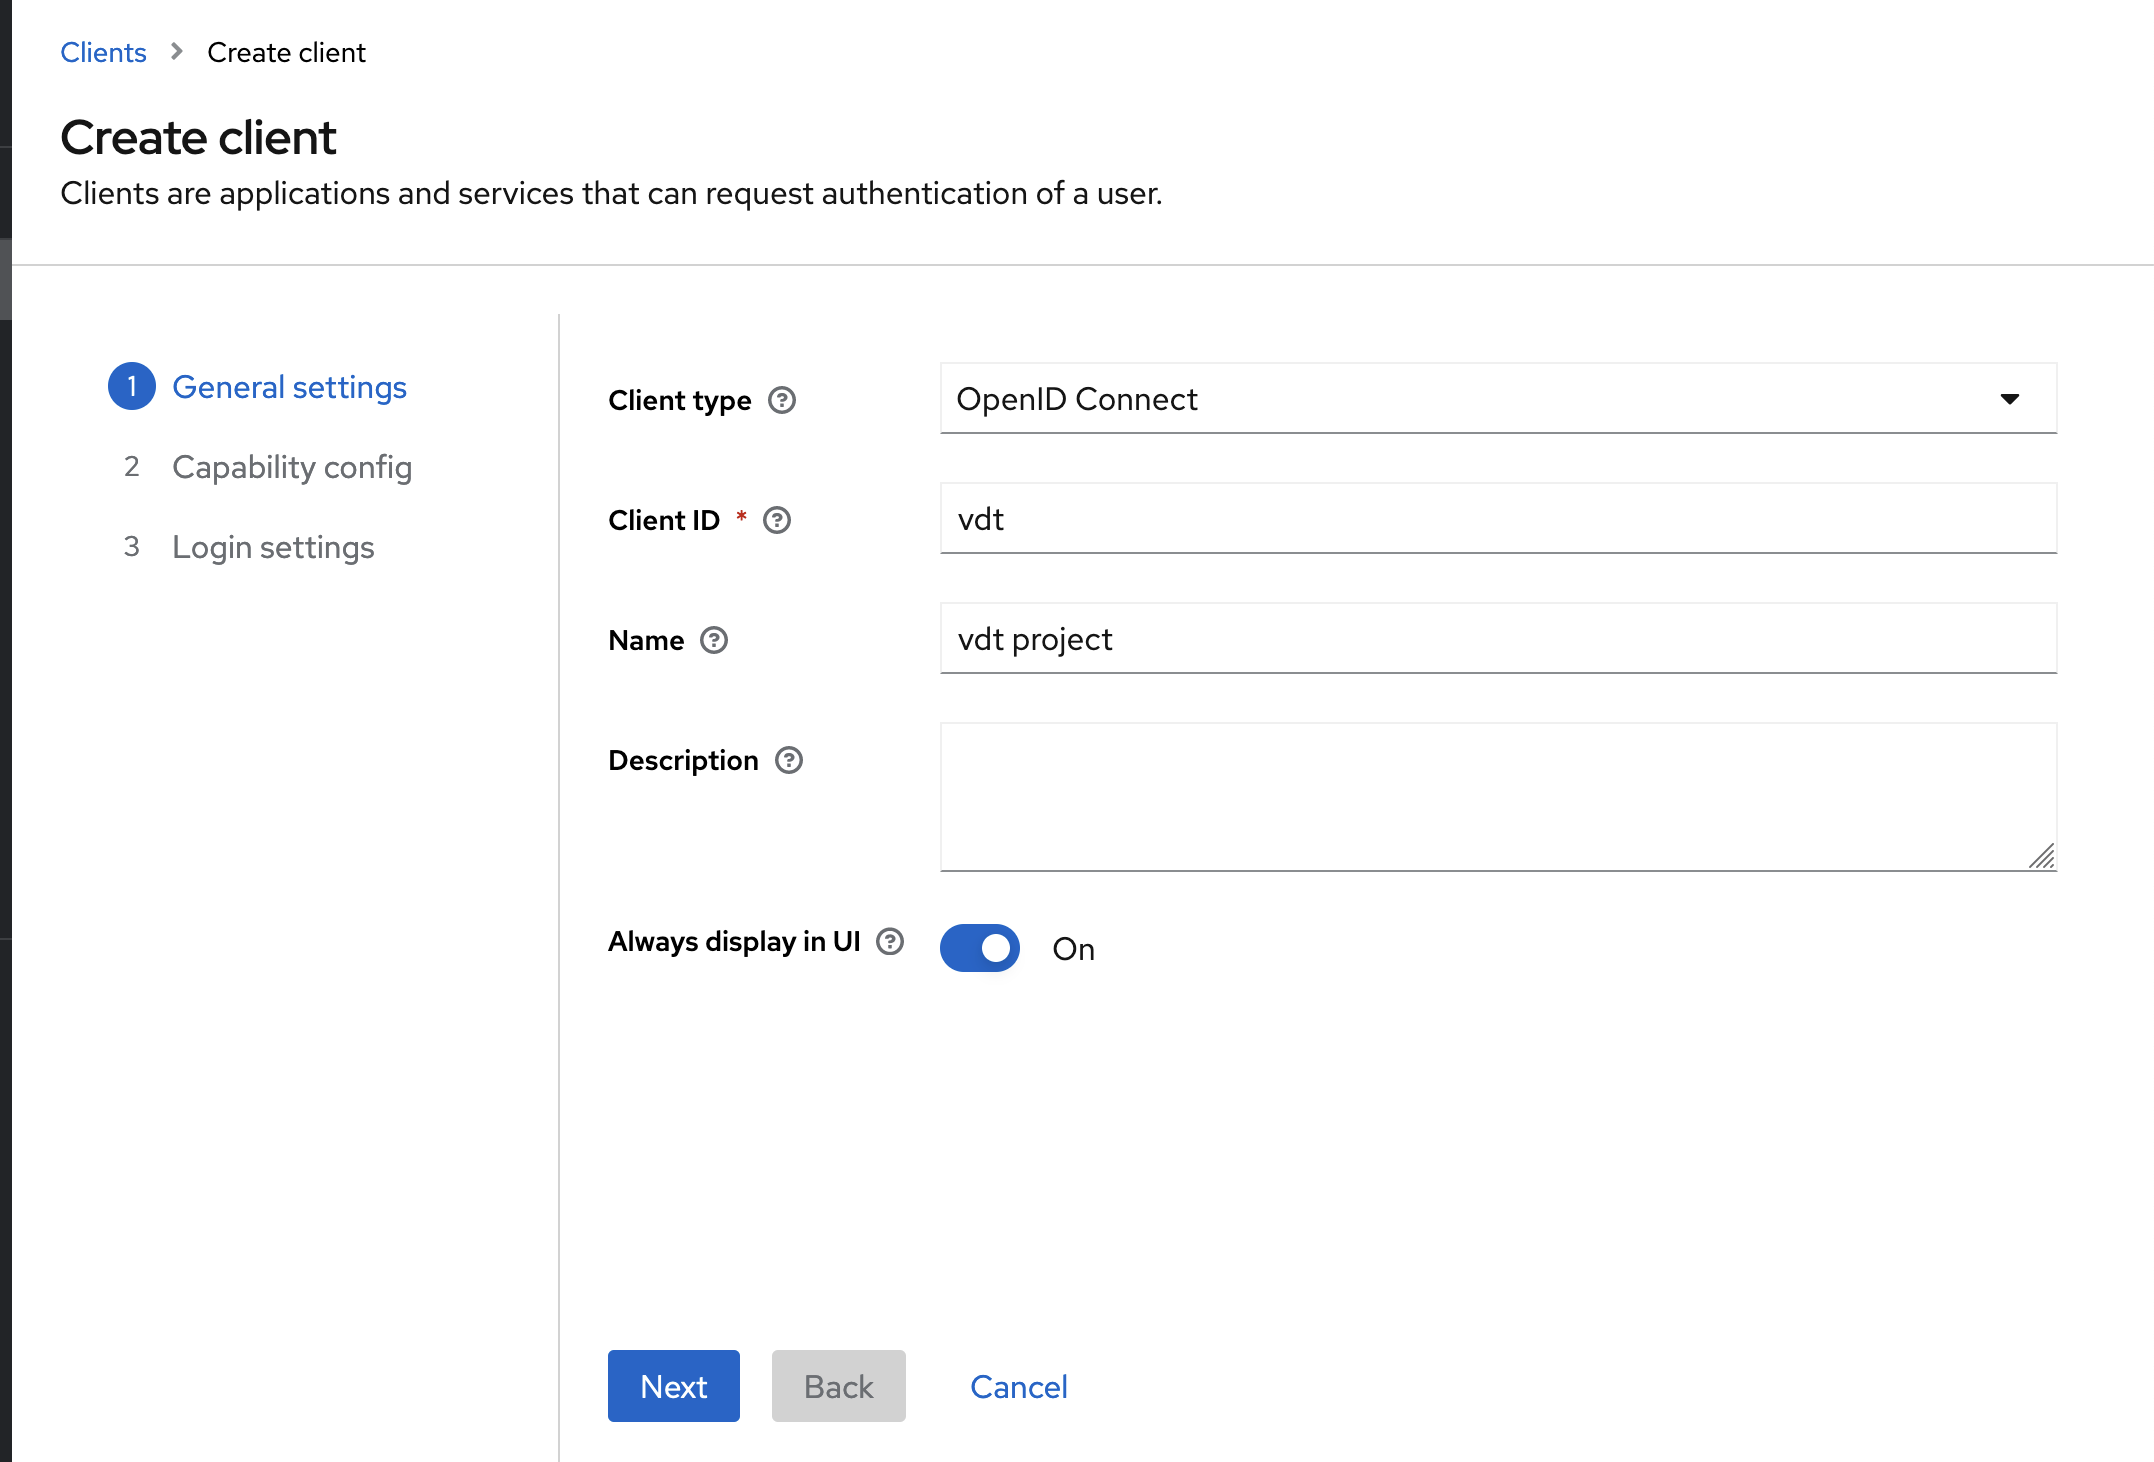 Clients > Create client
Create client
Clients are applications and services that can request authentication of a user.
1 General settings
2 Capability config
3 Login settings
Client type
OpenID Connect
Client ID *
vdt
Name
vdt project
Description
Always display in UI
On
Next
Back
Cancel